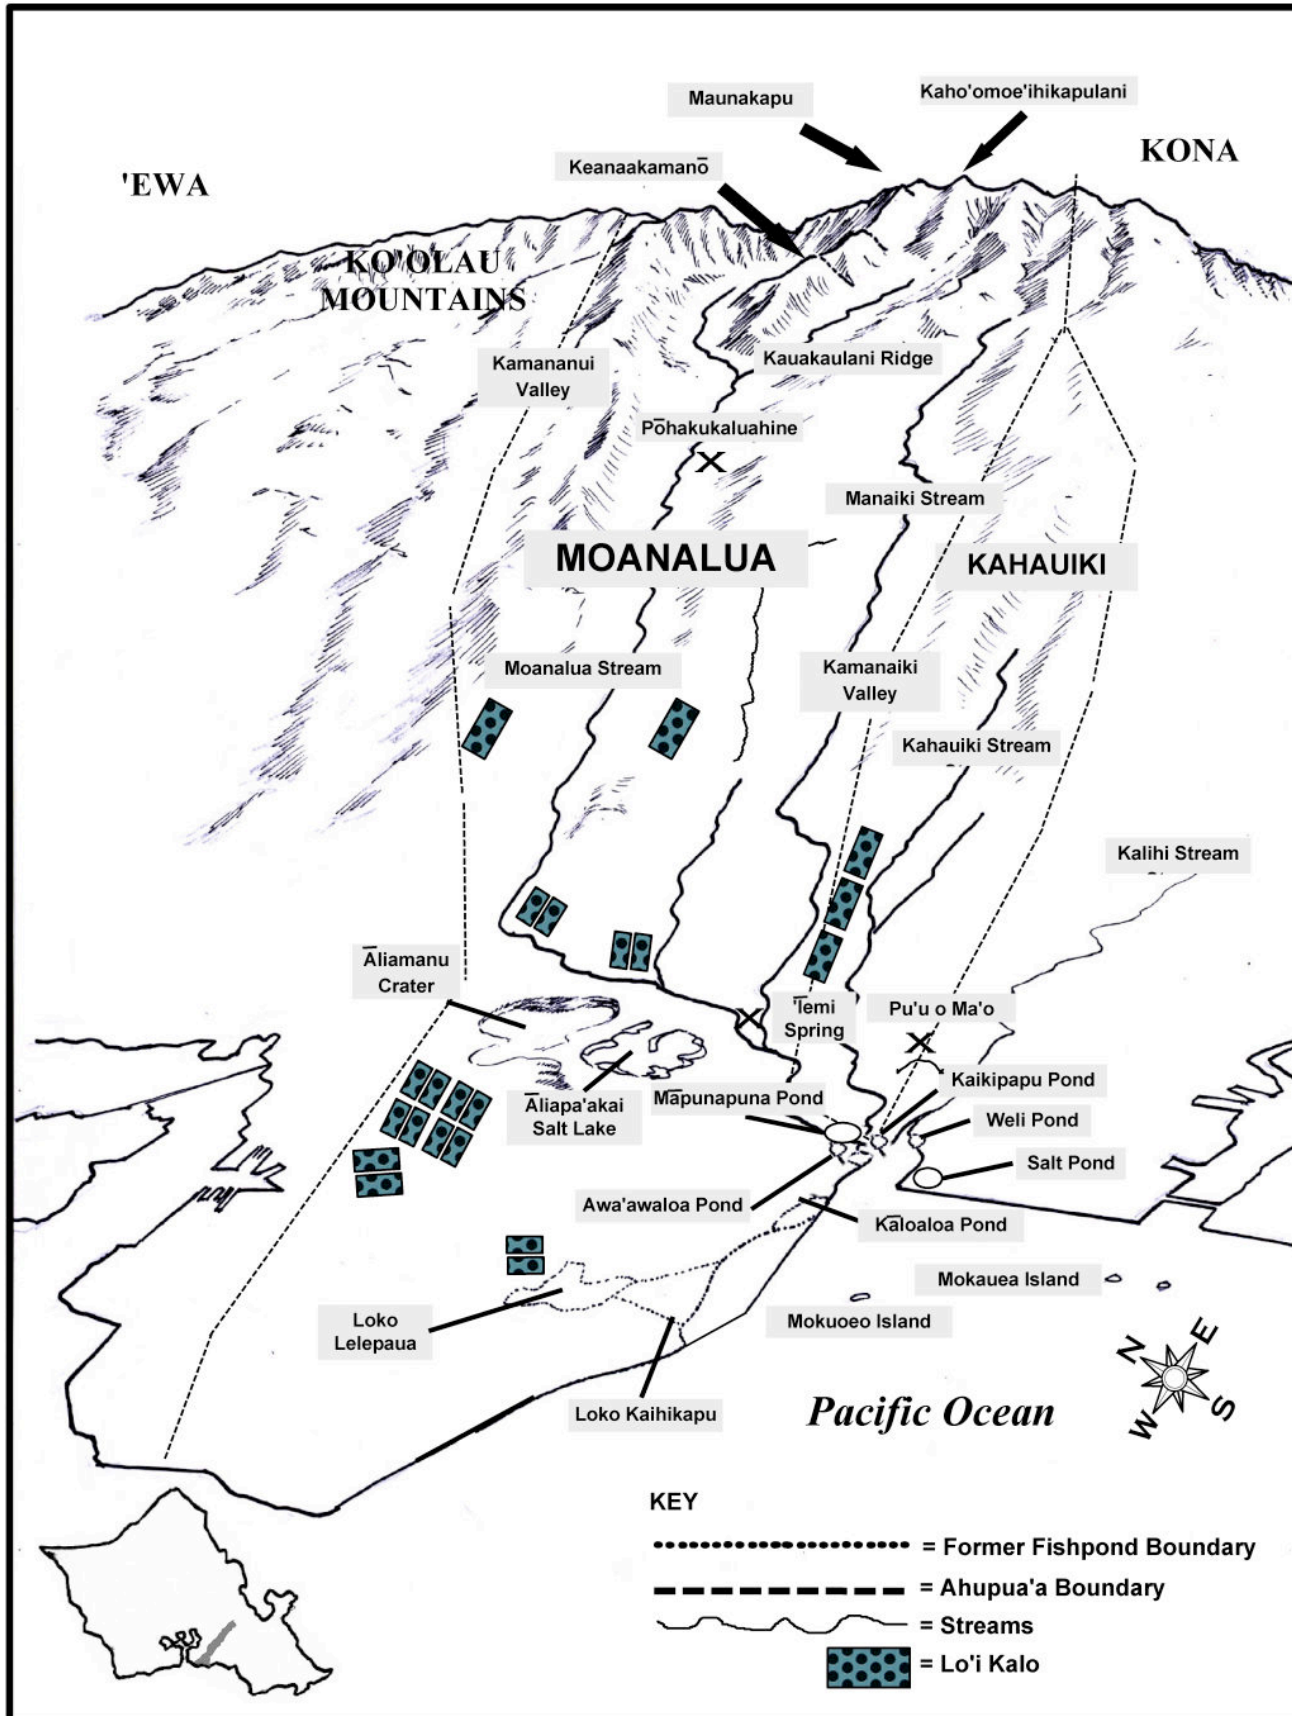 Maunakapu
Kaho'omoe'ihikapulani
KONA
'EWA
Keanaakamanō
KO'OLAU
MOUNTAINS
Kamananui
Valley
Kauakaulani Ridge
Pōhakukaluahine
X
Manaiki Stream
MOANALUA
KAHAUIKI
Moanalua Stream
Kamanaiki
Valley
Kahauiki Stream
Kalihi Stream
Āliamanu
Crater
'Īemi
Spring
X
Pu'u o Ma'o
X
Āliapa'akai
Salt Lake
Māpunapuna Pond
Kaikipapu Pond
Weli Pond
Salt Pond
Awa'awaloa Pond
Kāloaloa Pond
Mokauea Island
Loko
Lelepaua
Mokuoeo Island
Loko Kaihikapu
Pacific Ocean
N
E
W
S
KEY
= Former Fishpond Boundary
= Ahupua'a Boundary
= Streams
= Lo'i Kalo